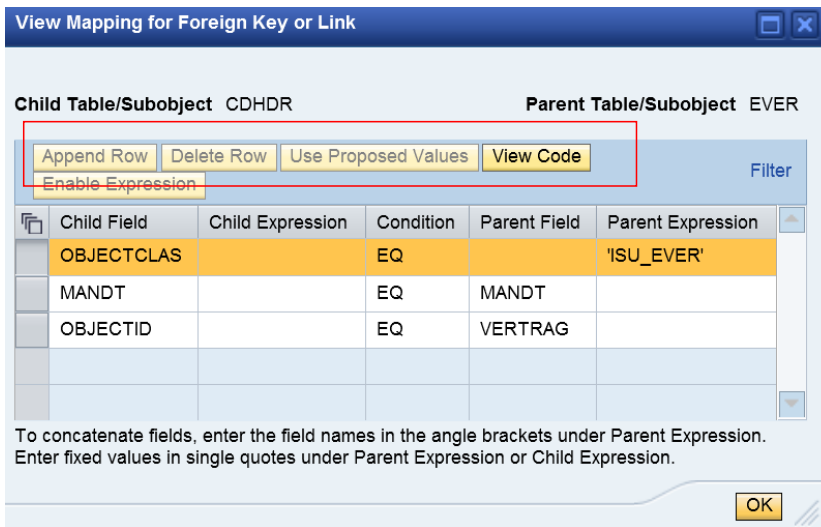 View Mapping for Foreign Key or Link
Child Table/Subobject CDHDR Parent Table/Subobject EVER
Append Row Delete Row Use Proposed Values View Code
Filter
Enable Expression
Child Field Child Expression Condition Parent Field Parent Expression
OBJECTCLAS EQ 'ISU_EVER'
MANDT EQ MANDT
OBJECTID EQ VERTRAG
To concatenate fields, enter the field names in the angle brackets under Parent Expression.
Enter fixed values in single quotes under Parent Expression or Child Expression.
OK